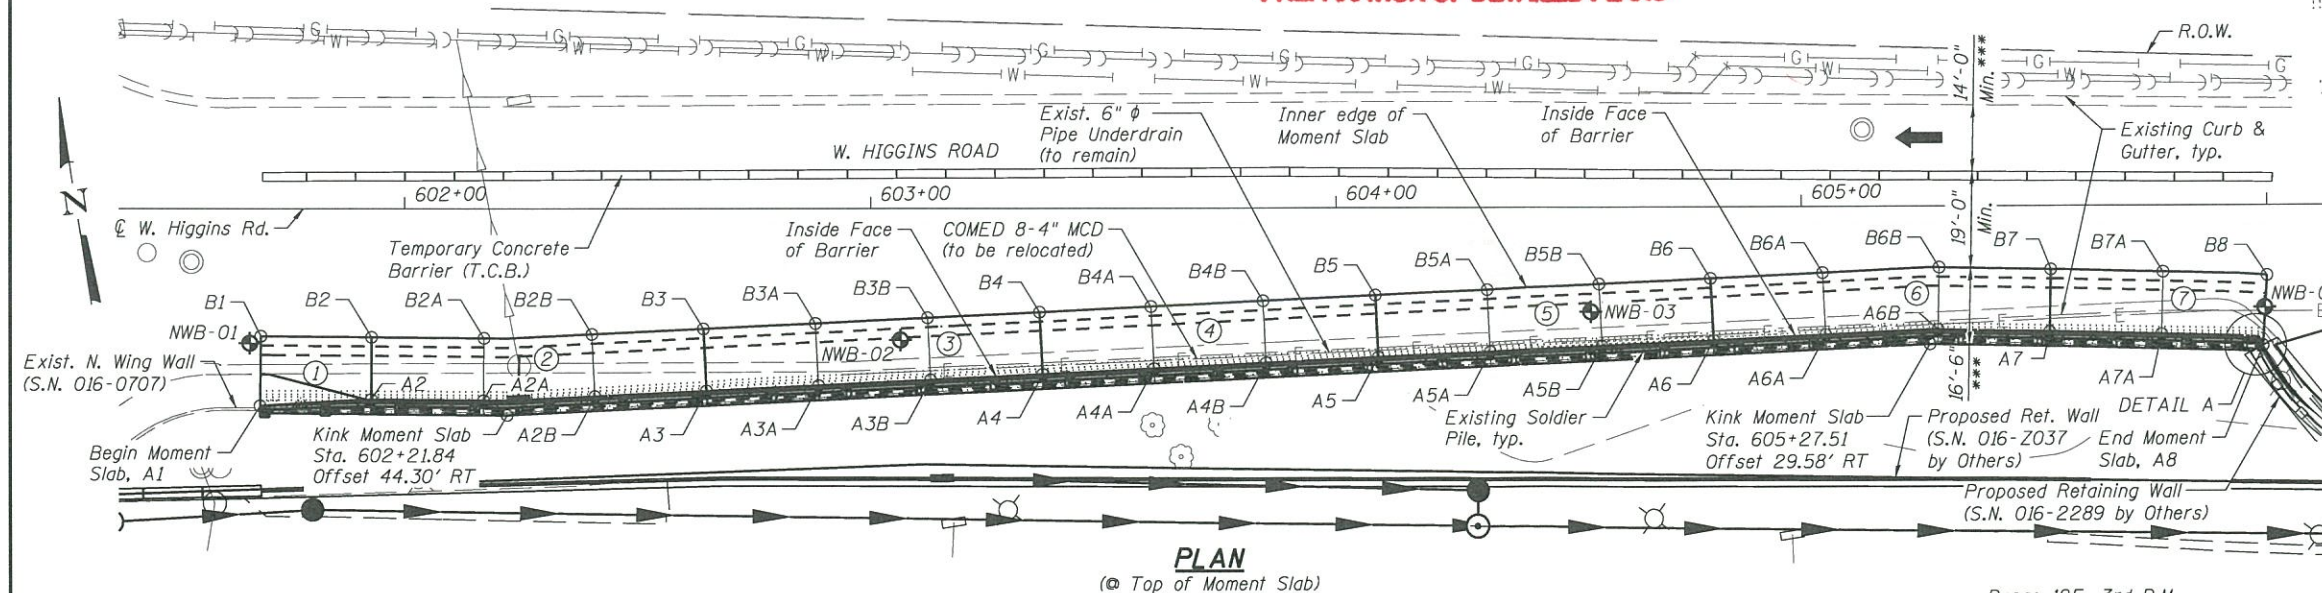 R.O.W.
14'-0"
Min.
***
G
W
G
W
G
W
G
W
G
W
G
W
G
W
G
W
G
Exist. 6" φ
Pipe Underdrain
(to remain)
Inner edge of
Moment Slab
Inside Face
of Barrier
Existing Curb &
Gutter, typ.
W. HIGGINS ROAD
602+00
603+00
604+00
605+00
19'-0"
Min.
N
℄ W. Higgins Rd.
Temporary Concrete
Barrier (T.C.B.)
Inside Face
of Barrier
COMED 8-4" MCD
(to be relocated)
B1
B2
B2A
B2B
B3
B3A
B3B
B4
B4A
B4B
B5
B5A
B5B
B6
B6A
B6B
B7
B7A
B8
NWB-01
NWB-02
NWB-03
1
2
3
4
5
6
7
Exist. N. Wing Wall
(S.N. 016-0707)
A2
A2A
A2B
A3
A3A
A3B
A4
A4A
A4B
A5
A5A
A5B
A6
A6A
A6B
A7
A7A
16'-6"
***
DETAIL A
Begin Moment
Slab, A1
Kink Moment Slab
Sta. 602+21.84
Offset 44.30' RT
Existing Soldier
Pile, typ.
Kink Moment Slab
Sta. 605+27.51
Offset 29.58' RT
Proposed Ret. Wall
(S.N. 016-Z037
by Others)
End Moment
Slab, A8
Proposed Retaining Wall
(S.N. 016-2289 by Others)
E
E
E
PLAN
(@ Top of Moment Slab)